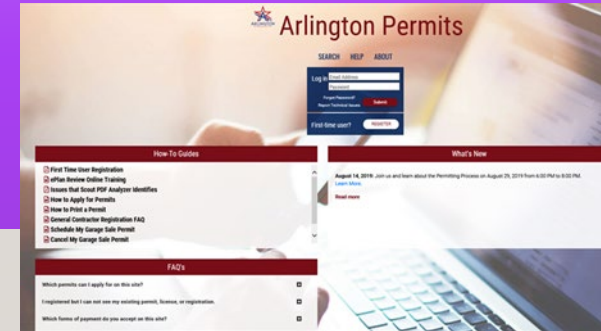 ARLINGTON
Arlington Permits
SEARCH HELP ABOUT
Log in Email Address
Password
Forgot Password?
Report Technical Issues
Submit
First-time user? REGISTER
How-To Guides
First Time User Registration
ePlan Review Online Training
Issues that Scout PDF Analyzer Identifies
How to Apply for Permits
How to Print a Permit
General Contractor Registration FAQ
Schedule My Garage Sale Permit
Cancel My Garage Sale Permit
What's New
August 14, 2019: Join us and learn about the Permitting Process on August 29, 2019 from 6:00 PM to 8:00 PM.
Learn More.
Read more
FAQ's
Which permits can I apply for on this site?
I registered but I can not see my existing permit, license, or registration.
Which forms of payment do you accept on this site?